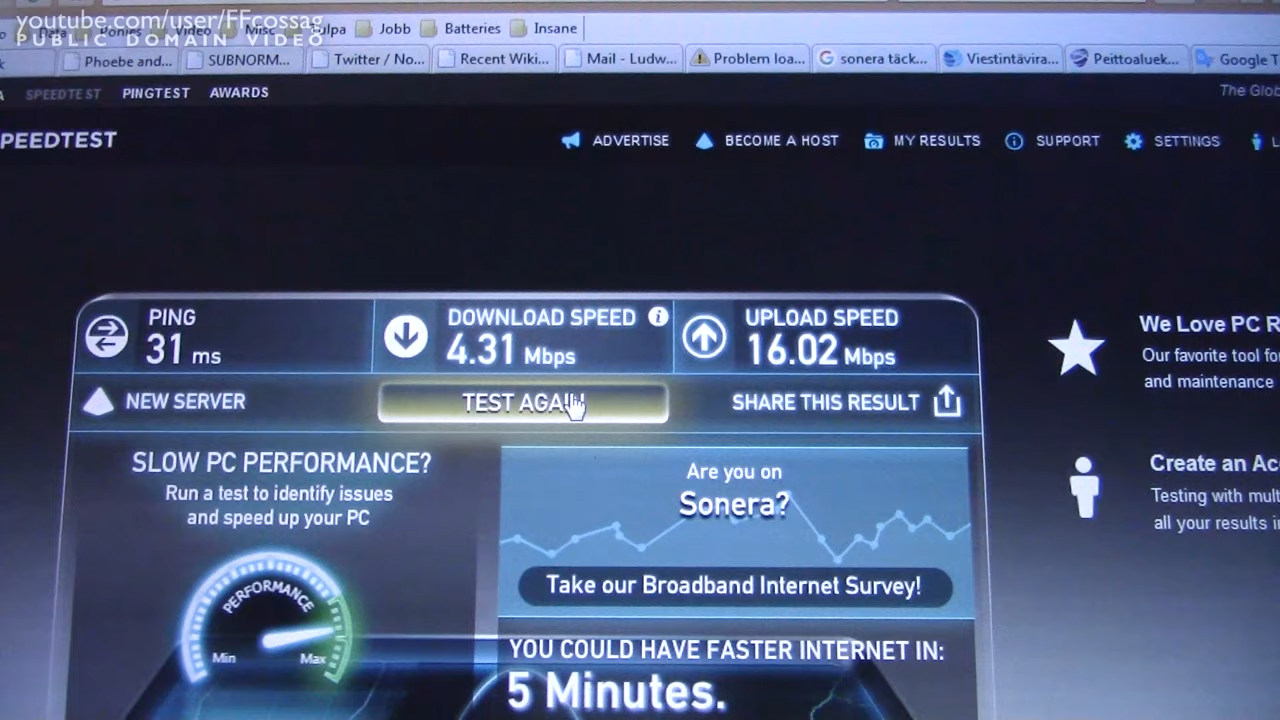 youtube.com/user/FFcossag
PUBLIC DOMAIN VIDEO
Ponies Video Misc Tulpa Jobb Batteries Insane
Phoebe and... SUBNORM... Twitter / No... Recent Wiki... Mail - Ludw... Problem loa... sonera täck... Viestintävira... Peittoaluek... Google T
SPEEDTEST PINGTEST AWARDS The Glob
PEEDTEST ADVERTISE BECOME A HOST MY RESULTS SUPPORT SETTINGS L
PING DOWNLOAD SPEED UPLOAD SPEED
31 ms 4.31 Mbps 16.02 Mbps
NEW SERVER TEST AGAIN SHARE THIS RESULT
We Love PC R
Our favorite tool fo
and maintenance
SLOW PC PERFORMANCE?
Run a test to identify issues
and speed up your PC
PERFORMANCE
Min Max
Are you on
Sonera?
Take our Broadband Internet Survey!
YOU COULD HAVE FASTER INTERNET IN:
5 Minutes.
Create an Ac
Testing with mult
all your results i